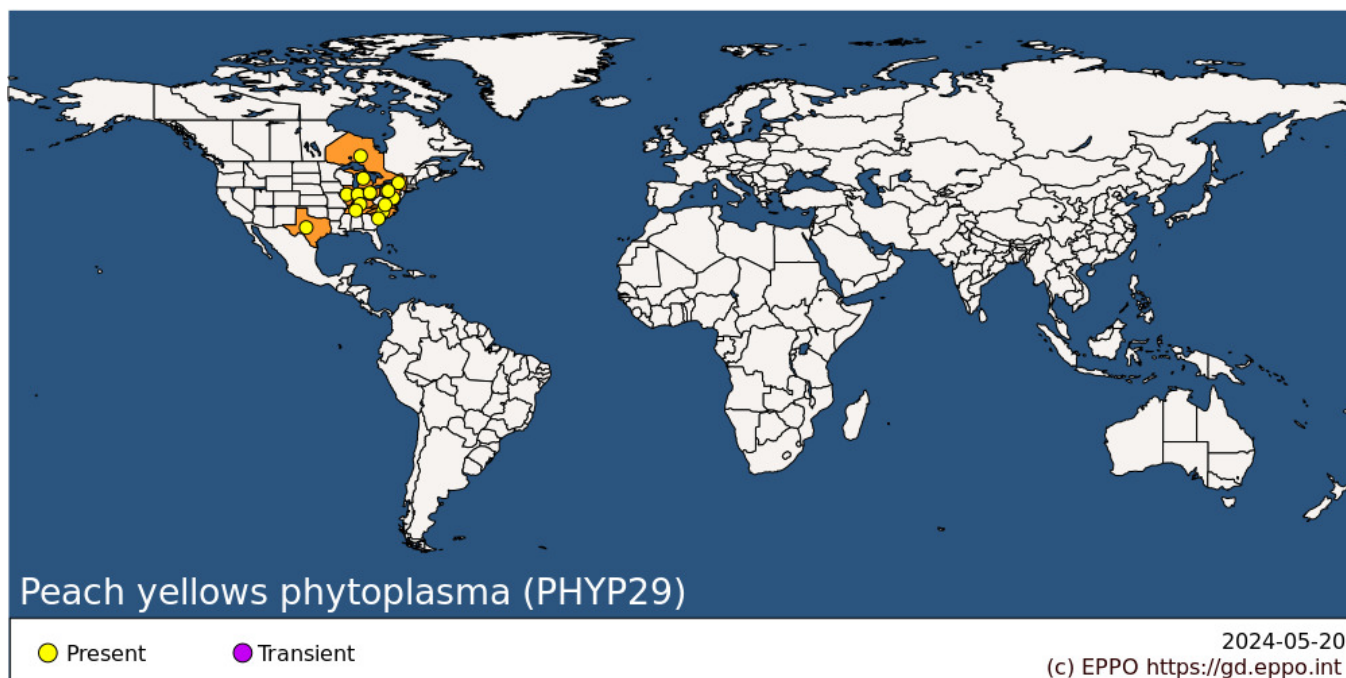 Peach yellows phytoplasma (PHYP29)
Present
Transient
2024-05-20
(c) EPPO https://gd.eppo.int